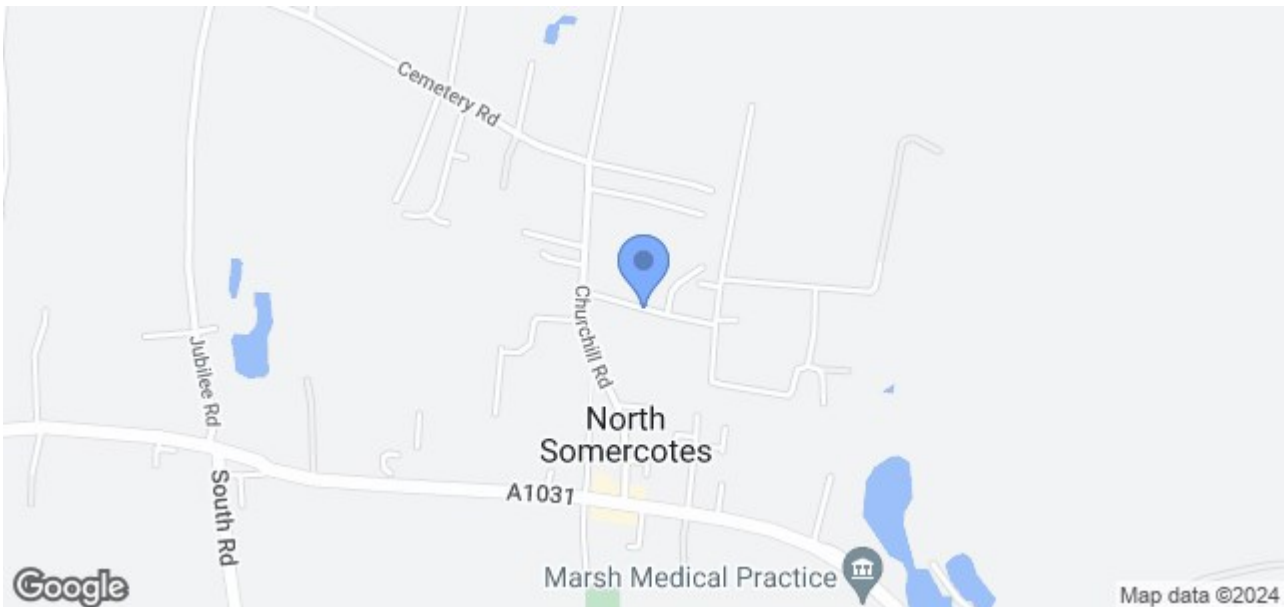 Cemetery Rd
Churchill Rd
Jubilee Rd
North
Somercotes
South Rd
A1031
Marsh Medical Practice
Google
Map data ©2024